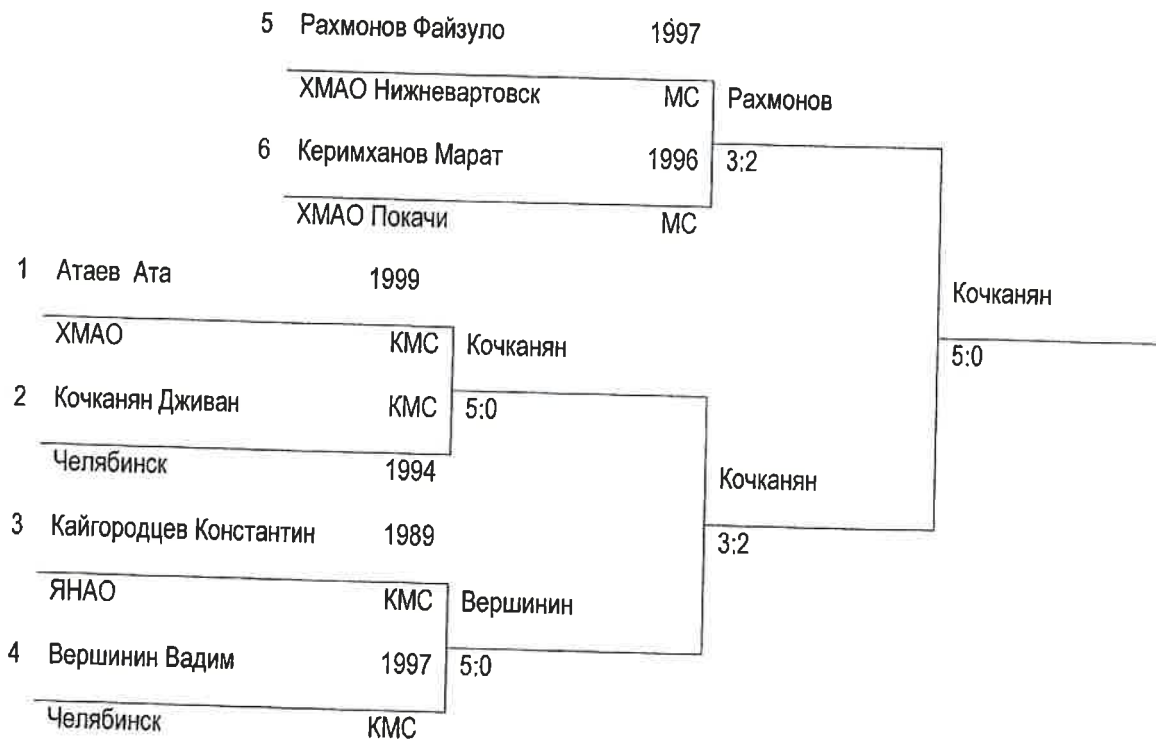 5 Рахмонов Файзуло 1997
ХМАО Нижневартовск МС Рахмонов
6 Керимханов Марат 1996 3;2
ХМАО Покачи МС
1 Атаев Ата 1999 Кочканян
ХМАО КМС Кочканян 5:0
2 Кочканян Дживан КМС 5:0
Челябинск 1994 Кочканян
3 Кайгородцев Константин 1989 3:2
ЯНАО КМС Вершинин
4 Вершинин Вадим 1997 5;0
Челябинск КМС